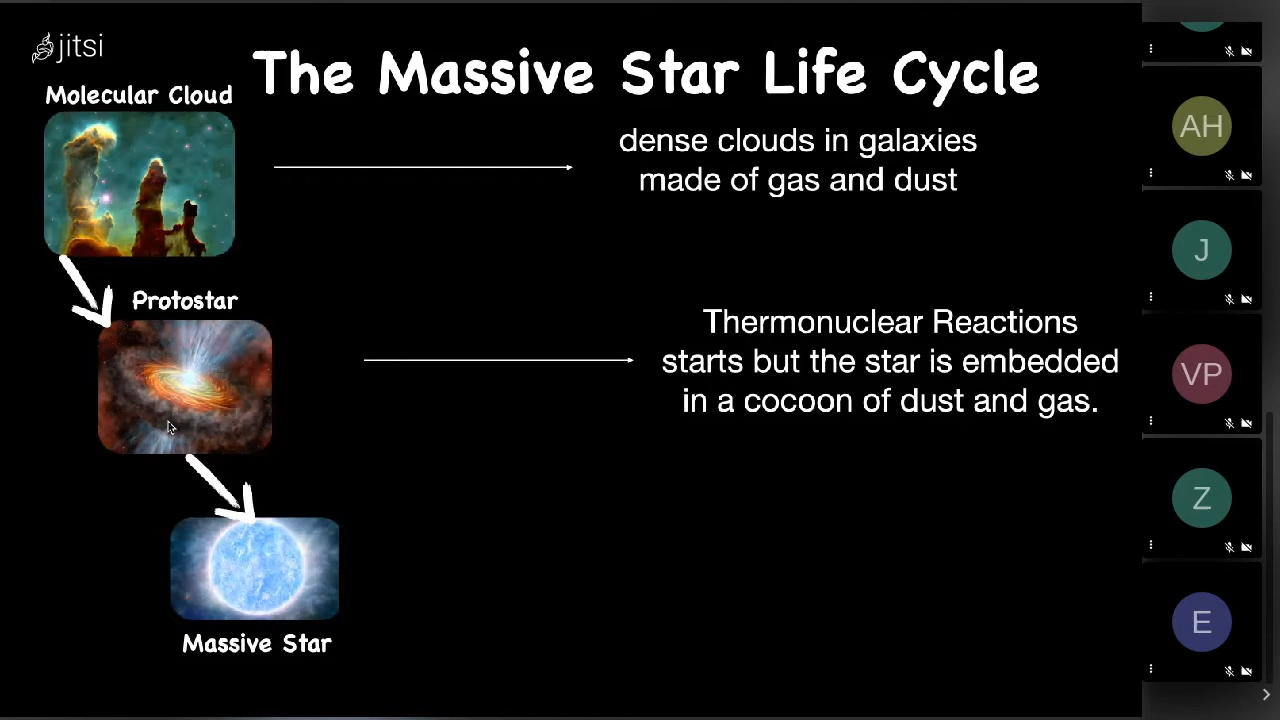 jitsi
The Massive Star Life Cycle
Molecular Cloud
dense clouds in galaxies
made of gas and dust
Protostar
Thermonuclear Reactions
starts but the star is embedded
in a cocoon of dust and gas.
Massive Star
AH
J
VP
Z
E